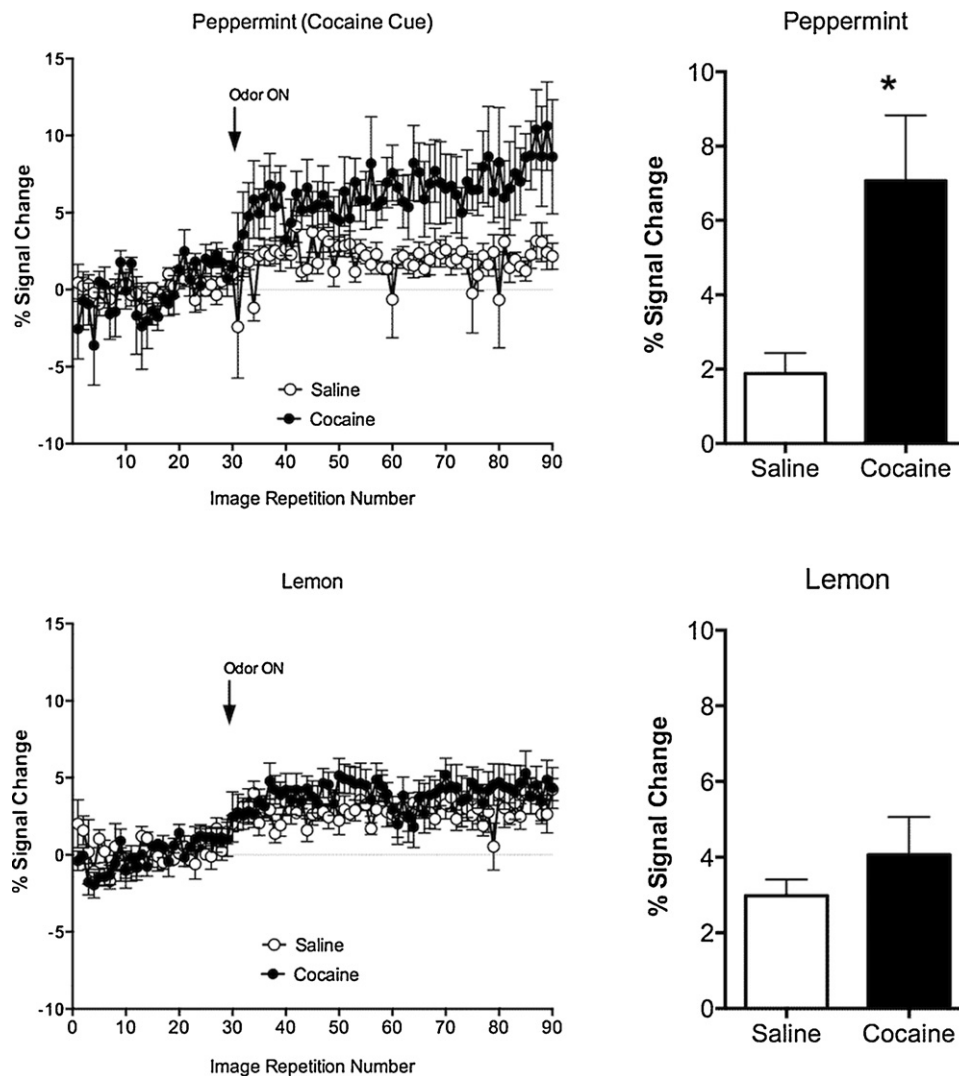 Peppermint (Cocaine Cue)
% Signal Change
15
10
5
0
-5
-10
Odor ON
Saline
Cocaine
10 20 30 40 50 60 70 80 90
Image Repetition Number
Peppermint
% Signal Change
10
8
6
4
2
0
*
Saline Cocaine
Lemon
% Signal Change
15
10
5
0
-5
-10
Odor ON
Saline
Cocaine
0 10 20 30 40 50 60 70 80 90
Image Repetition Number
Lemon
% Signal Change
10
8
6
4
2
0
Saline Cocaine